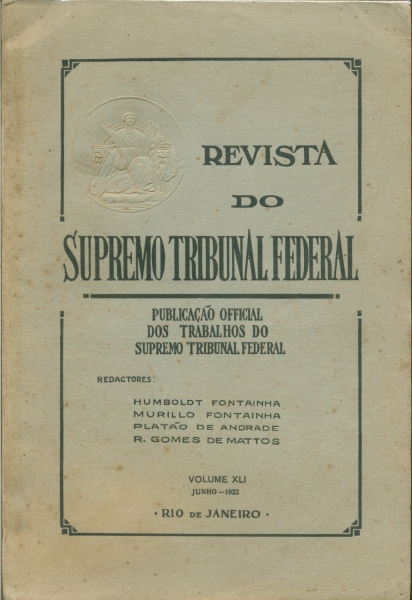 REVISTA
DO
SUPREMO TRIBUNAL FEDERAL
PUBLICAÇÃO OFFICIAL
DOS TRABALHOS DO
SUPREMO TRIBUNAL FEDERAL
REDACTORES:
HUMBOLDT FONTAINHA
MURILLO FONTAINHA
PLATÃO DE ANDRADE
R. GOMES DE MATTOS
VOLUME XLI
JUNHO—1922
· RIO DE JANEIRO ·